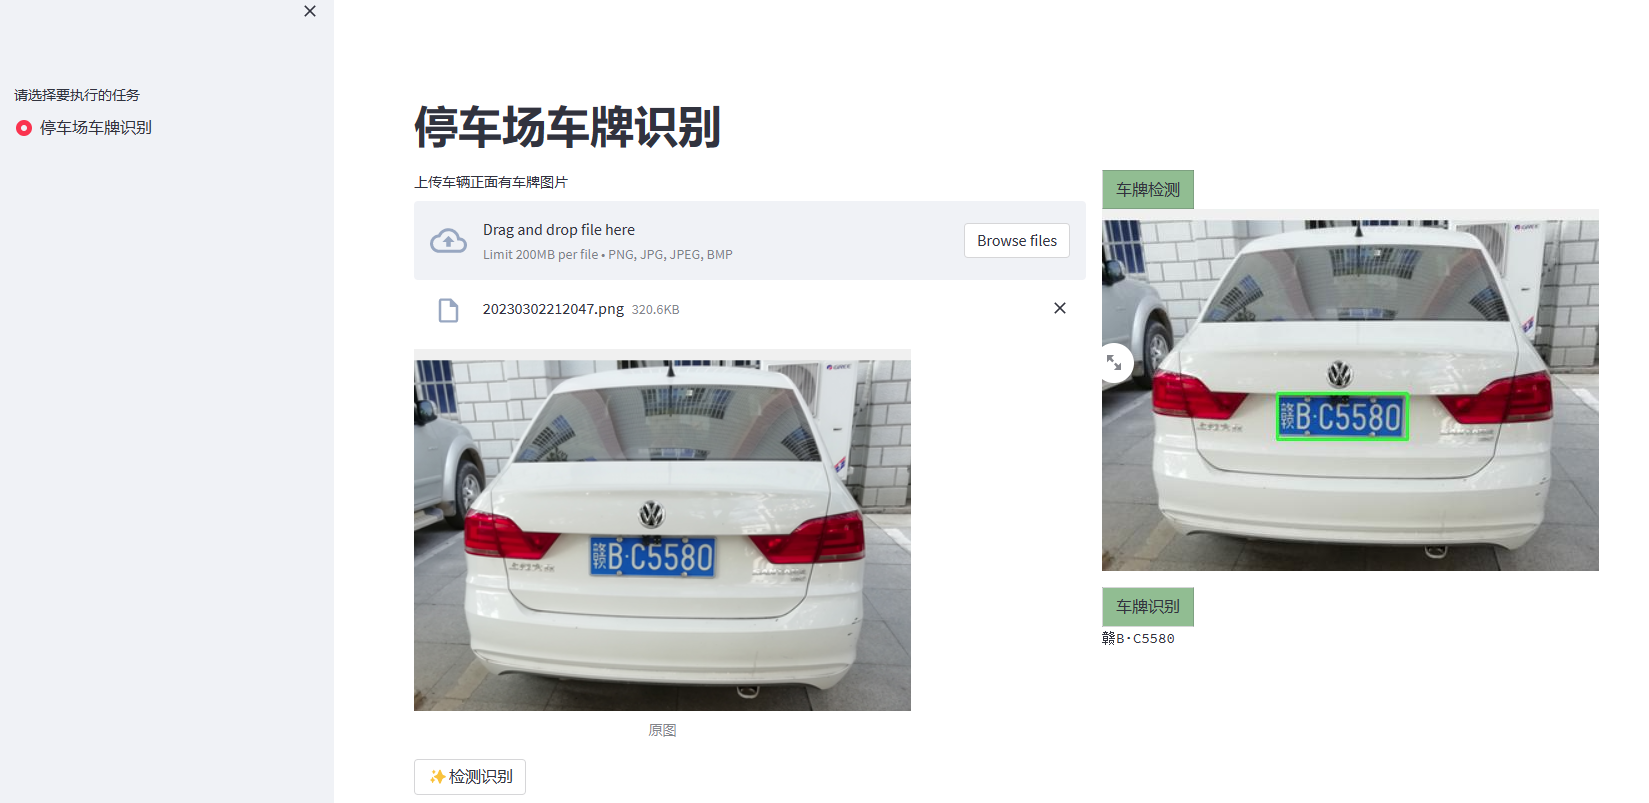 请选择要执行的任务
停车场车牌识别
停车场车牌识别
上传车辆正面有车牌图片
Drag and drop file here
Limit 200MB per file • PNG, JPG, JPEG, BMP
Browse files
20230302212047.png 320.6KB
GREE
赣B·C5580
原图
✨检测识别
车牌检测
GREE
赣B·C5580
车牌识别
赣B·C5580